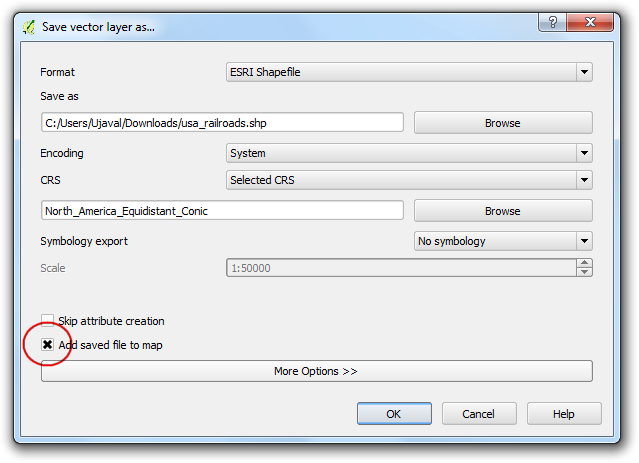 Save vector layer as...
?
Format ESRI Shapefile
Save as
C:/Users/Ujaval/Downloads/usa_railroads.shp Browse
Encoding System
CRS Selected CRS
North_America_Equidistant_Conic Browse
Symbology export No symbology
Scale 1:50000
Skip attribute creation
Add saved file to map
More Options >>
OK Cancel Help